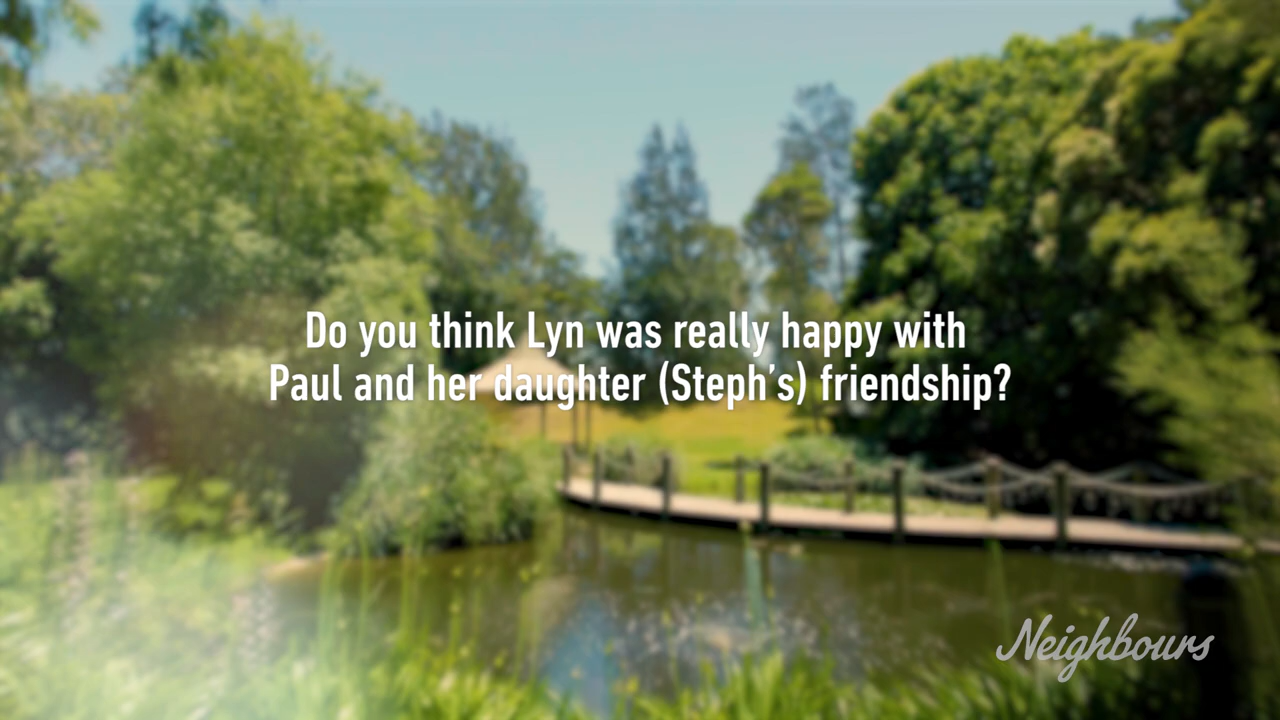 Do you think Lyn was really happy with
Paul and her daughter (Steph’s) friendship?
Neighbours